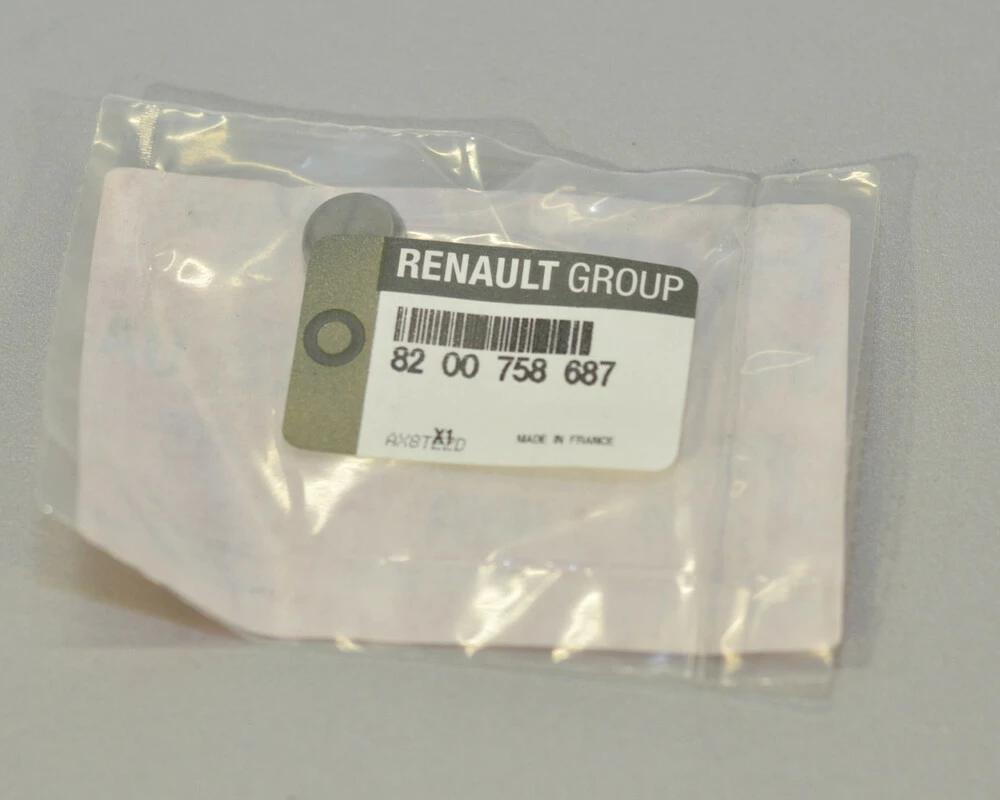 RENAULT GROUP
82 00 758 687
X1
MADE IN FRANCE